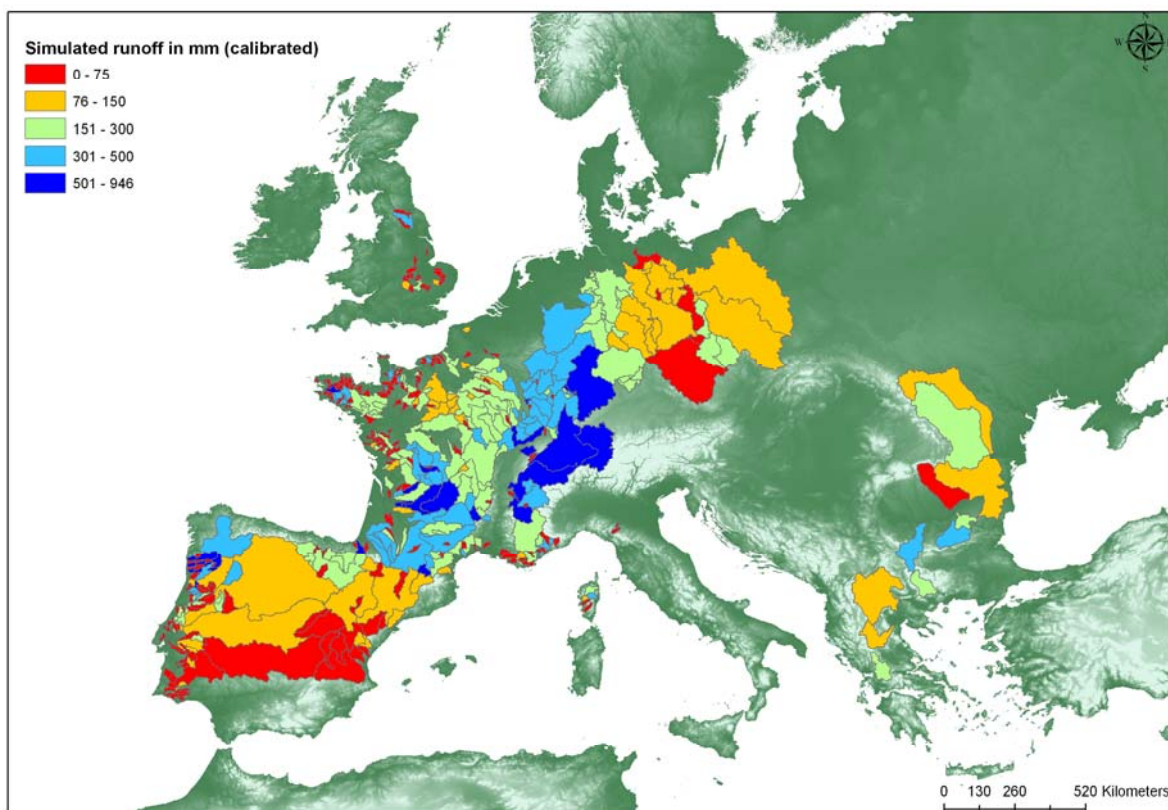 Simulated runoff in mm (calibrated)
0 - 75
76 - 150
151 - 300
301 - 500
501 - 946
N
W
E
S
0 130 260 520 Kilometers